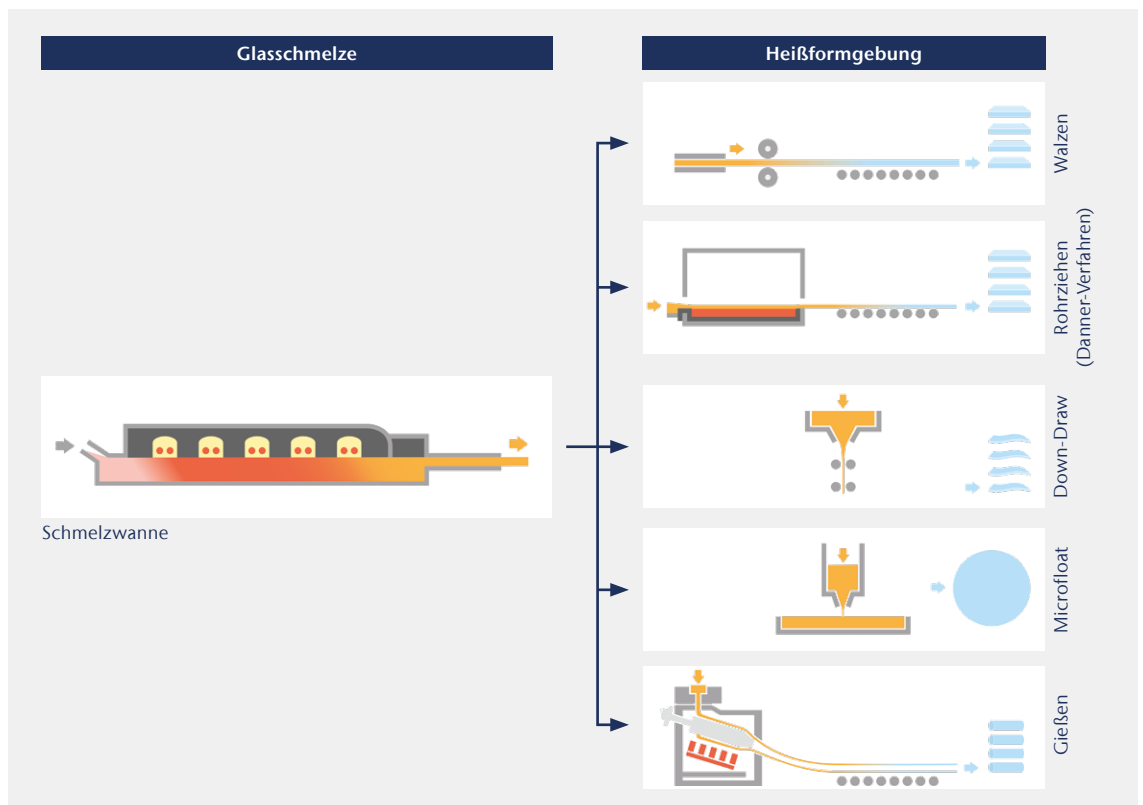 Glasschmelze
Heißformgebung
Walzen
Rohrziehen
(Danner-Verfahren)
Down-Draw
Schmelzwanne
Microfloat
Gießen